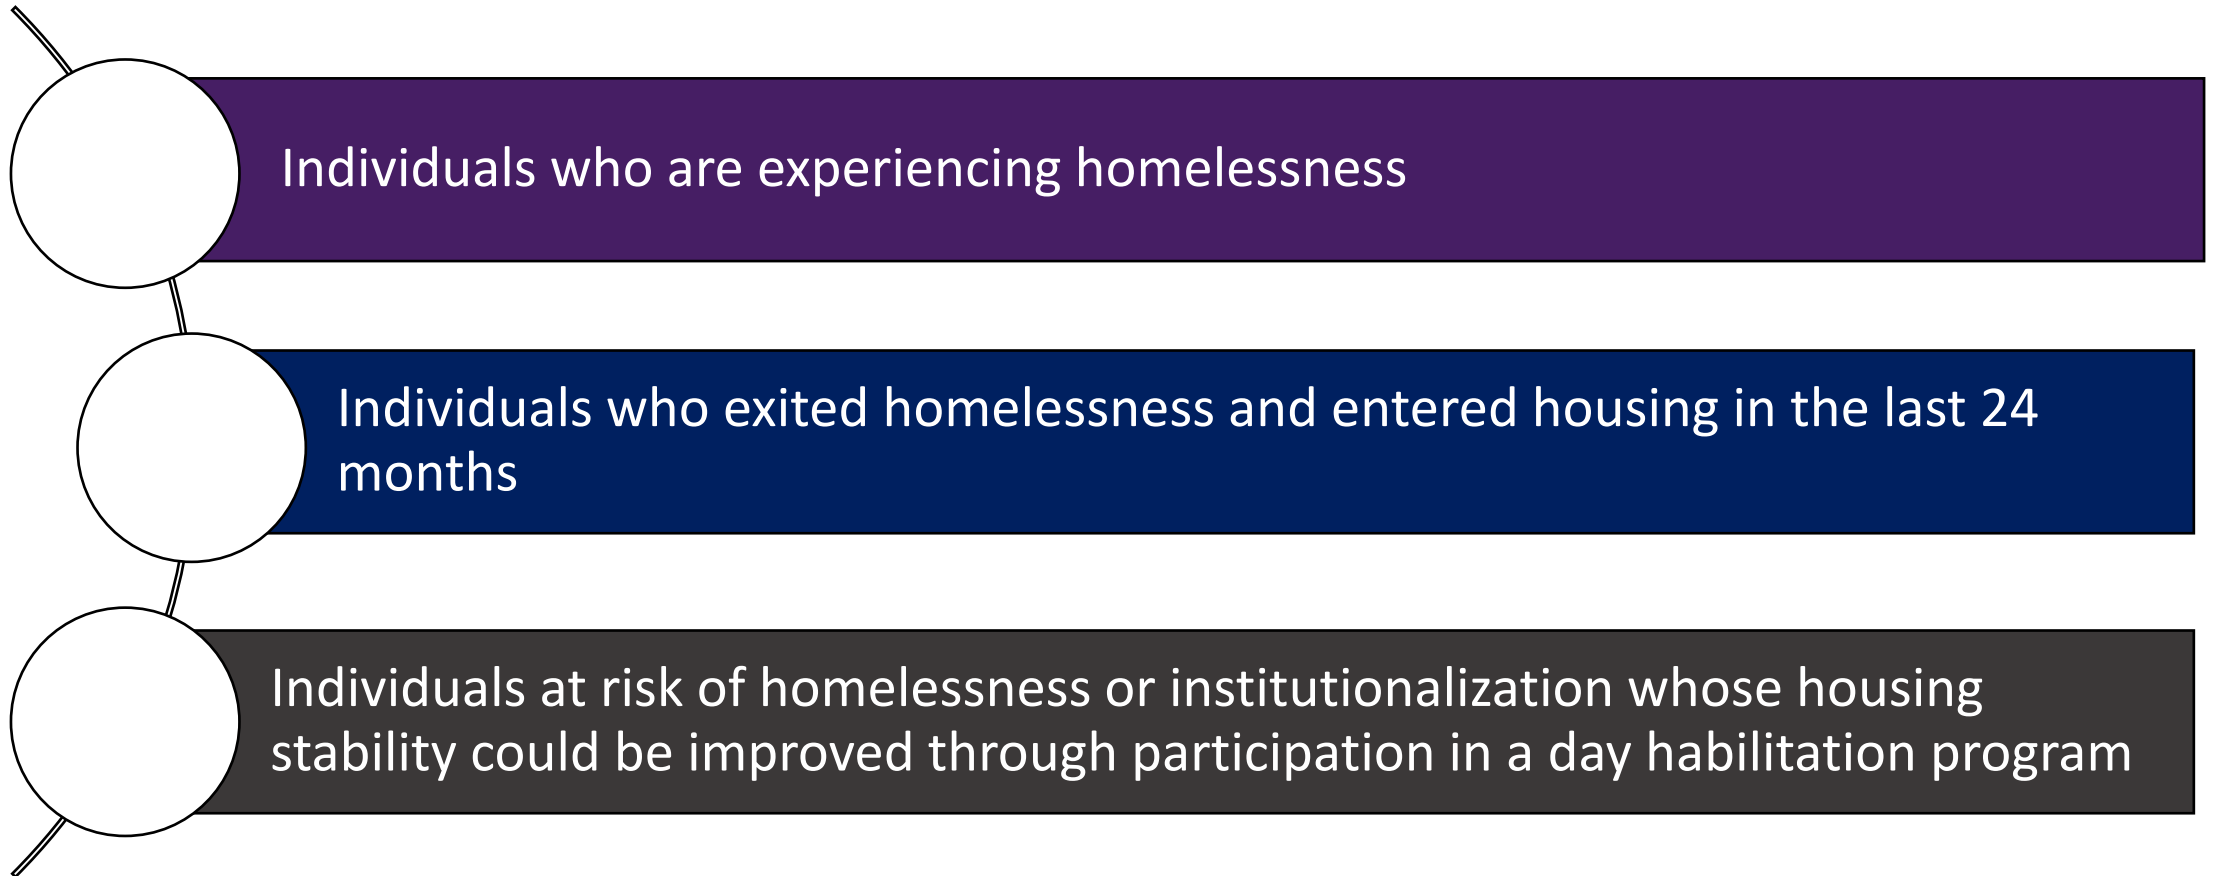 Individuals who are experiencing homelessness
Individuals who exited homelessness and entered housing in the last 24
months
Individuals at risk of homelessness or institutionalization whose housing
stability could be improved through participation in a day habilitation program